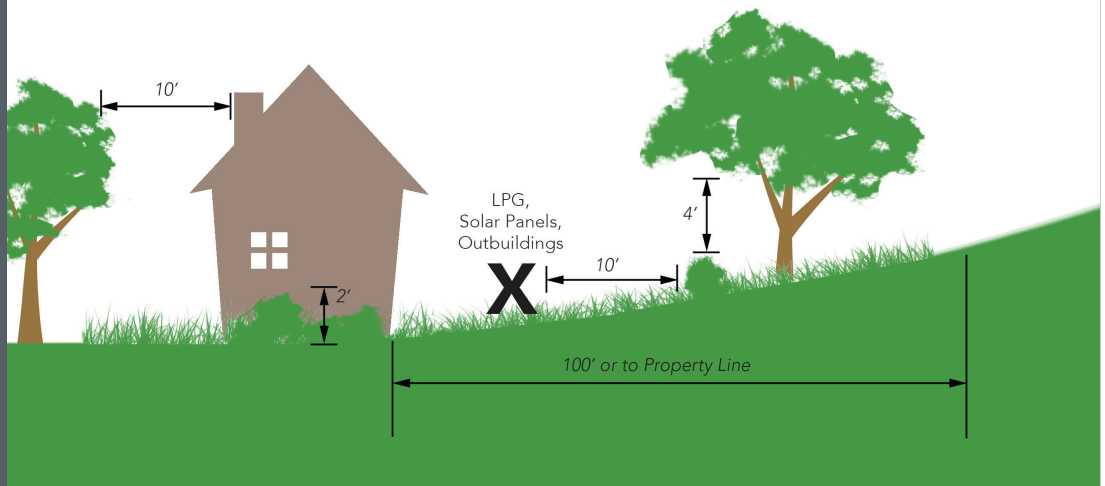 10’
LPG,
Solar Panels,
Outbuildings
X
4’
10’
2’
100’ or to Property Line